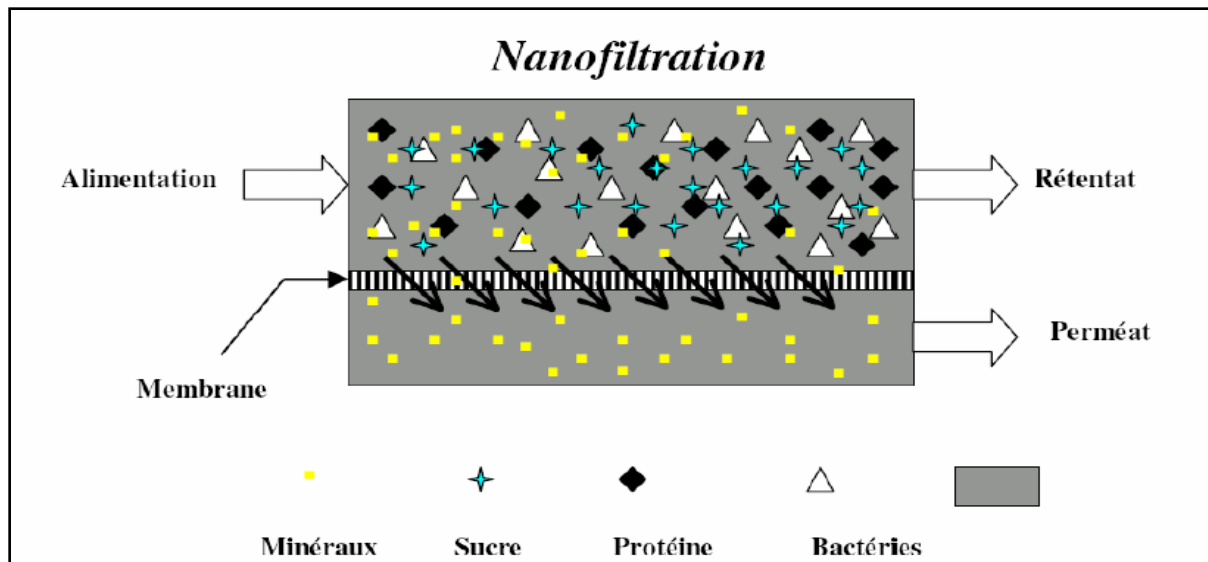 Nanofiltration
Alimentation
Rétentat
Perméat
Membrane
Minéraux Sucre Protéine Bactéries